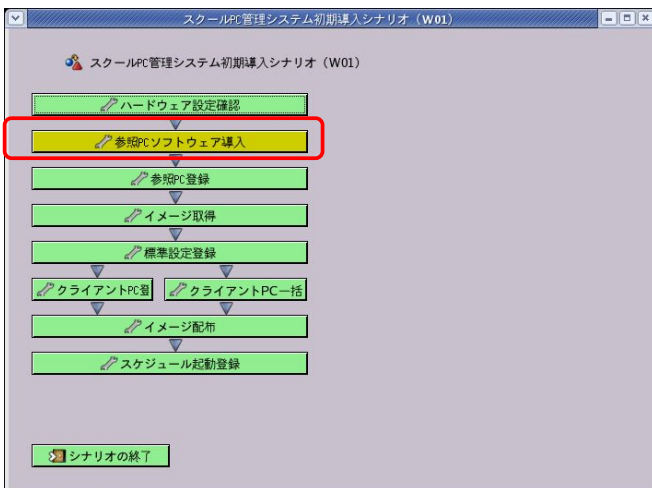 スクールPC管理システム初期導入シナリオ（W01）
スクールPC管理システム初期導入シナリオ（W01）
ハードウェア設定確認
参照PCソフトウェア導入
参照PC登録
イメージ取得
標準設定登録
クライアントPC登 クライアントPC一括
イメージ配布
スケジュール起動登録
シナリオの終了